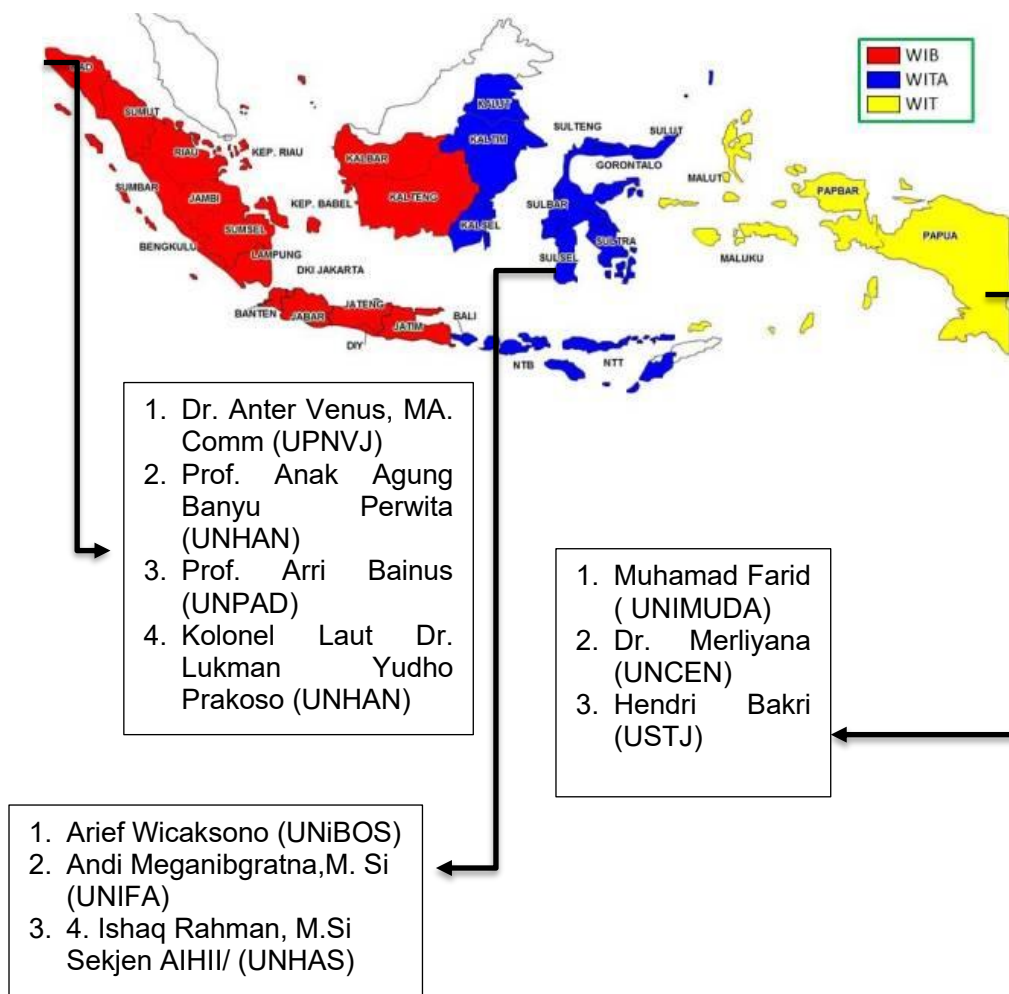 WIB
WITA
WIT
SUMUT
RIAU
KEP. RIAU
SUMBAR
JAMBI
KEP. BABEL
SUMSEL
BENGKULU
LAMPUNG
DKI JAKARTA
BANTEN
JABAR
JATENG
DIY
JATIM
BALI
KALBAR
KALTENG
KALSEL
KALTIM
SULTENG
SULUT
GORONTALO
SULBAR
SULTRA
SULSEL
NTB
NTT
MALUT
MALUKU
PAPBAR
PAPUA
1. Dr. Anter Venus, MA.
Comm (UPNVJ)
2. Prof. Anak Agung
Banyu Perwita
(UNHAN)
3. Prof. Arri Bainus
(UNPAD)
4. Kolonel Laut Dr.
Lukman Yudho
Prakoso (UNHAN)
1. Muhamad Farid
( UNIMUDA)
2. Dr. Merliyana
(UNCEN)
3. Hendri Bakri
(USTJ)
1. Arief Wicaksono (UNiBOS)
2. Andi Meganibgratna,M. Si
(UNIFA)
3. 4. Ishaq Rahman, M.Si
Sekjen AIHII/ (UNHAS)